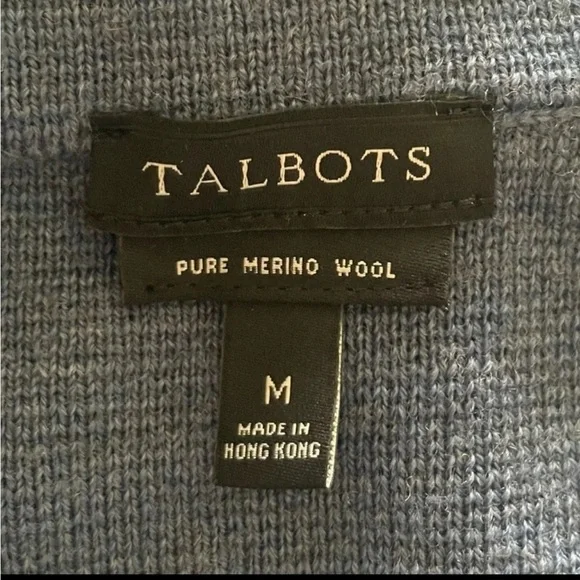 TALBOTS
PURE MERINO WOOL
M
MADE IN
HONG KONG